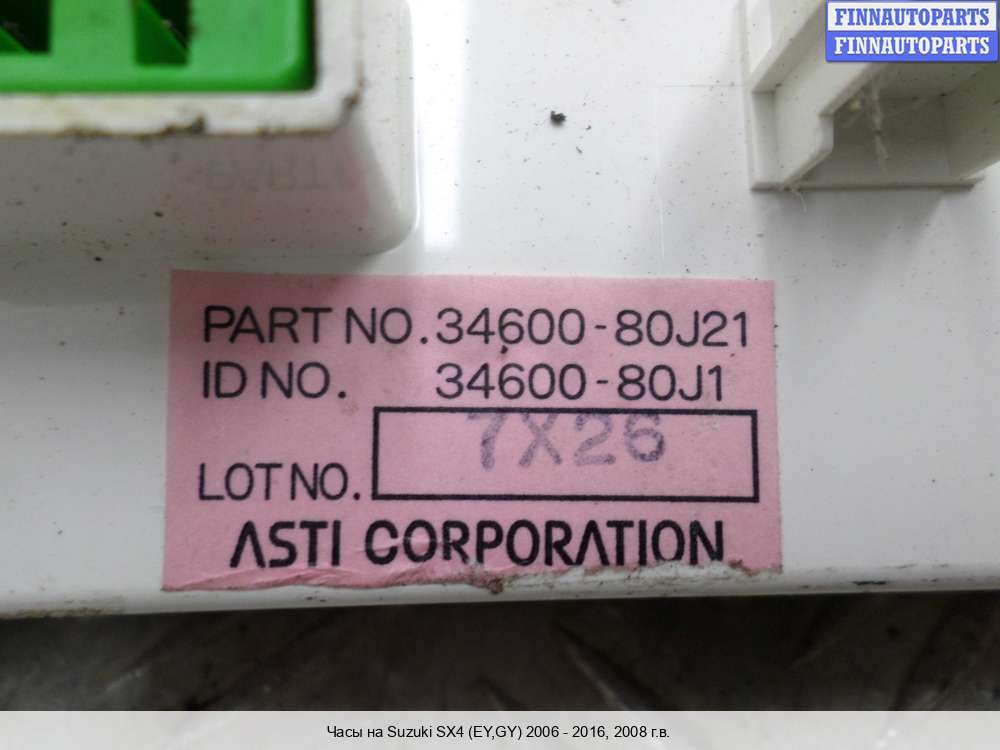 FINNAUTOPARTS
FINNAUTOPARTS
PART NO. 34600-80J21
ID NO. 34600-80J1
7X26
LOT NO.
ASTI CORPORATION
Часы на Suzuki SX4 (EY,GY) 2006 - 2016, 2008 г.в.